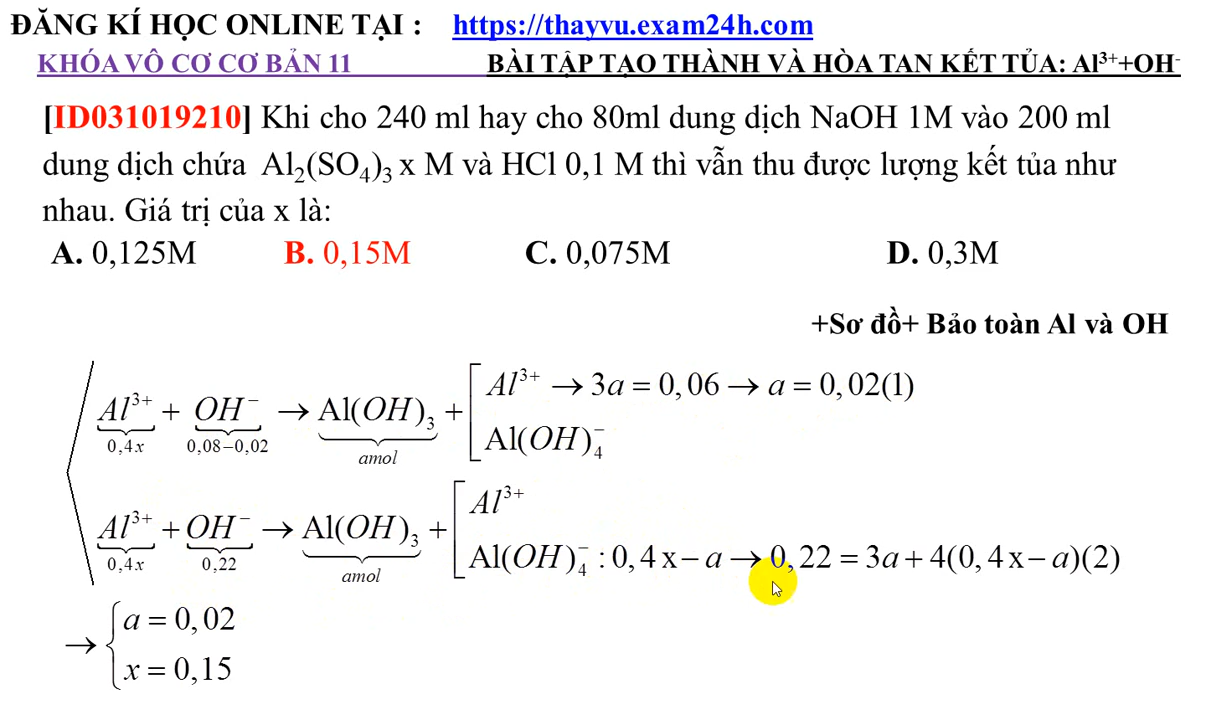 ĐĂNG KÍ HỌC ONLINE TẠI : https://thayvu.exam24h.com
KHÓA VÔ CƠ CƠ BẢN 11 BÀI TẬP TẠO THÀNH VÀ HÒA TAN KẾT TỦA: Al³⁺+OH⁻
[ID031019210] Khi cho 240 ml hay cho 80ml dung dịch NaOH 1M vào 200 ml
dung dịch chứa Al₂(SO₄)₃ x M và HCl 0,1 M thì vẫn thu được lượng kết tủa như
nhau. Giá trị của x là:
A. 0,125M B. 0,15M C. 0,075M D. 0,3M
+Sơ đồ+ Bảo toàn Al và OH
Al³⁺ → 3a = 0,06 → a = 0,02(1)
Al³⁺ + OH⁻ → Al(OH)₃ +
0,4x 0,08−0,02 amol
Al(OH)₄⁻
Al³⁺
Al³⁺ + OH⁻ → Al(OH)₃ +
0,4x 0,22 amol
Al(OH)₄⁻ : 0,4x − a → 0,22 = 3a + 4(0,4x − a)(2)
→ { a = 0,02
x = 0,15